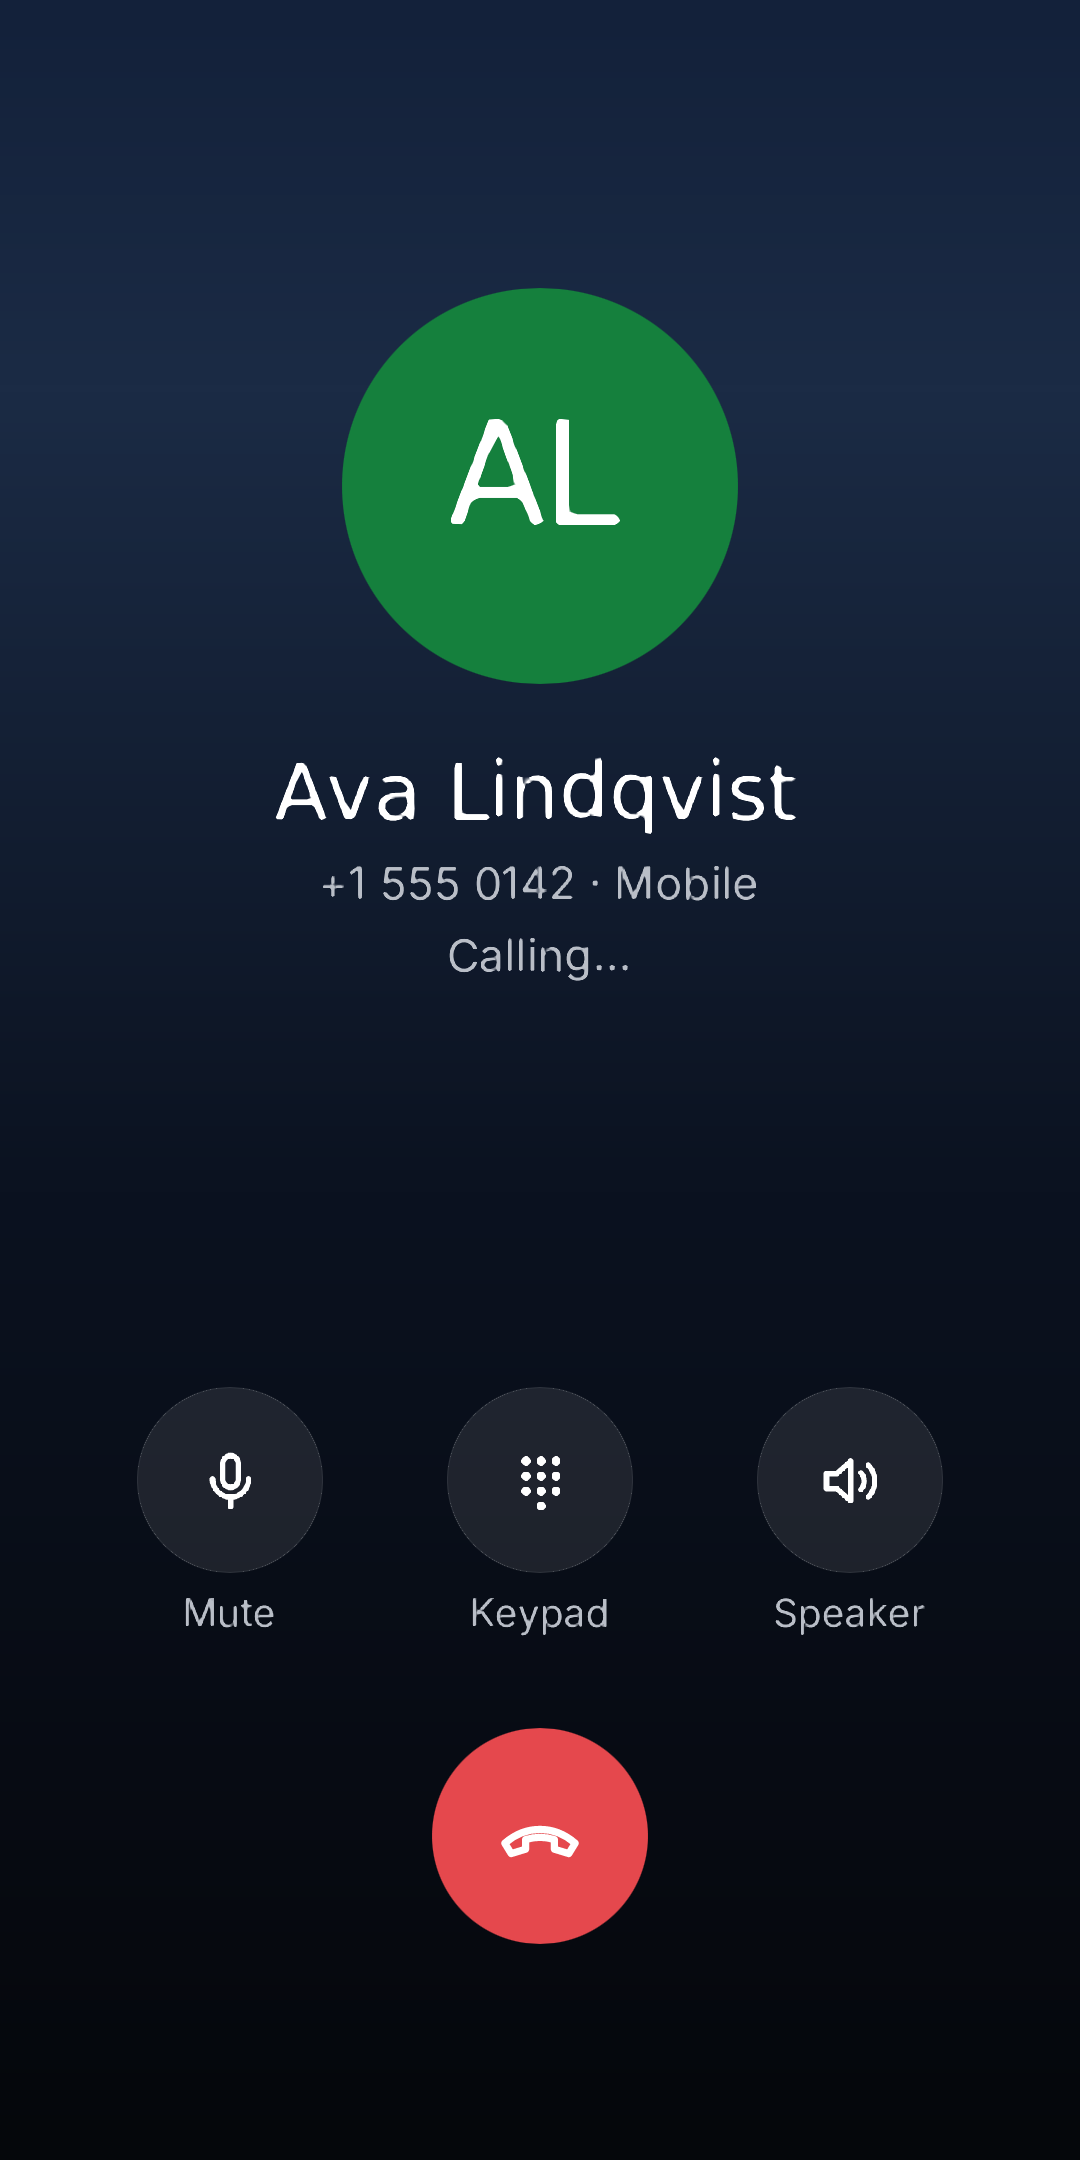 AL
Ava Lindqvist
+1 555 0142 · Mobile
Calling...
Mute Keypad Speaker